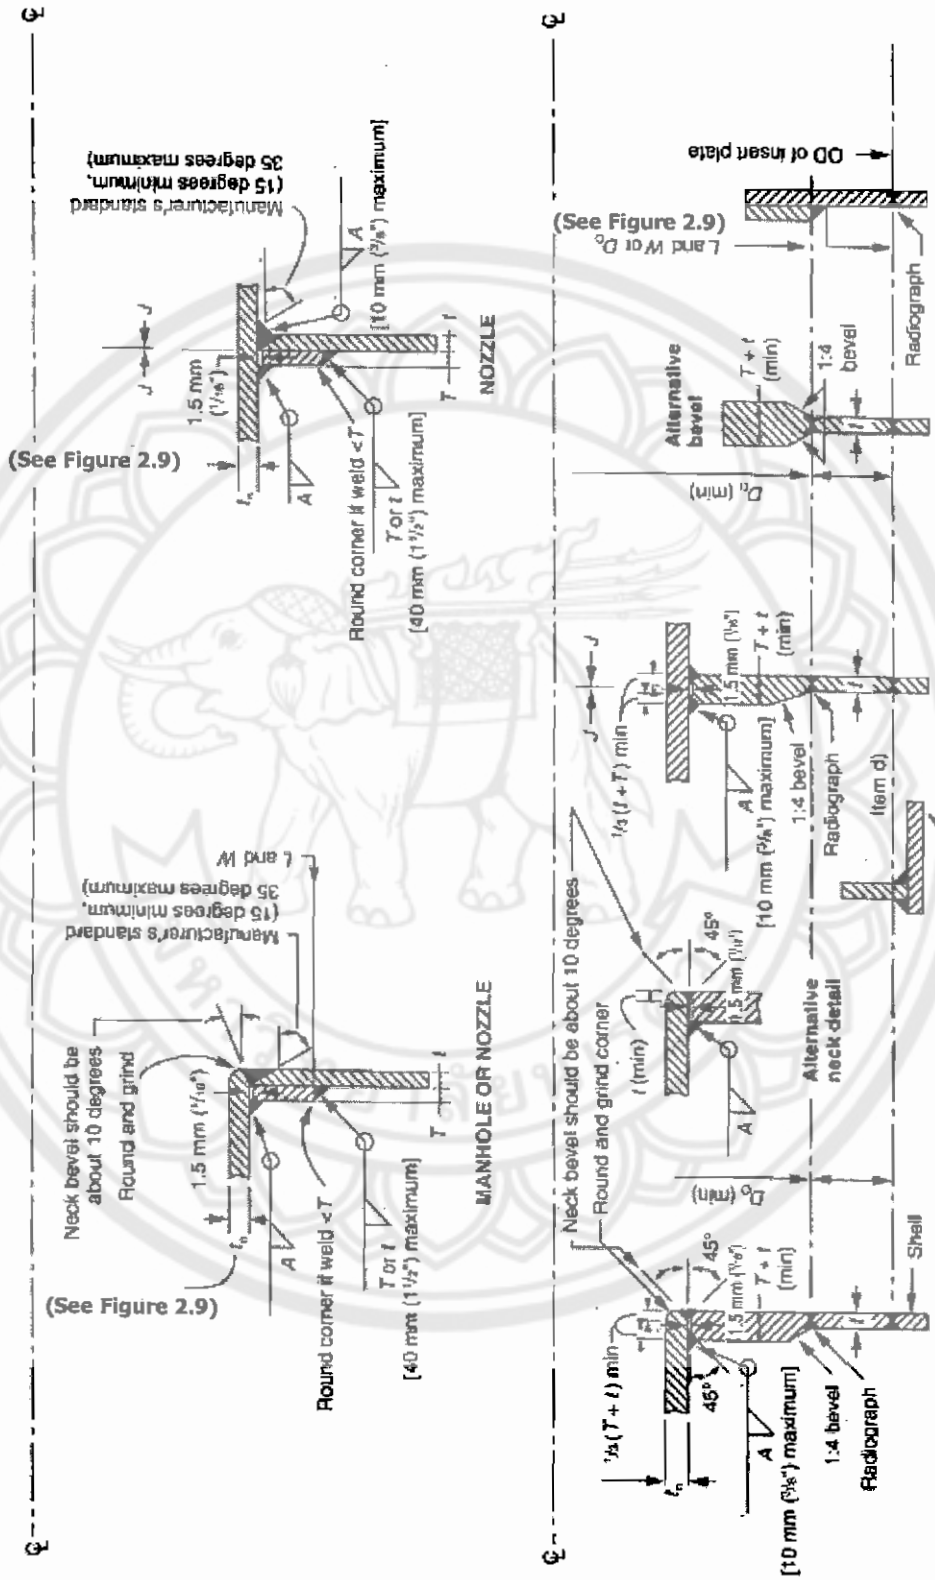 ℄
Neck bevel should be
about 10 degrees
Round and grind
1.5 mm (1/16")
tn
(See Figure 2.9)
A
Round corner if weld <T
T or t
[40 mm (1 1/2") maximum]
Manufacturer's standard
(15 degrees minimum,
35 degrees maximum)
L and W
T
t
MANHOLE OR NOZZLE
(See Figure 2.9)
tn
1.5 mm
(1/16")
J
J
Manufacturer's standard
(15 degrees minimum,
35 degrees maximum)
A
A
[10 mm (3/8") maximum]
Round corner if weld <T
T or t
[40 mm (1 1/2") maximum]
T
t
NOZZLE
℄
℄
1/2 (T + t) min
tn
45°
45°
1.5 mm (1/16")
T + t
(min)
A
[10 mm (3/8") maximum]
1:4 bevel
Radiograph
Shell
Neck bevel should be about 10 degrees
Round and grind corner
Do (min)
t (min)
45°
1.5 mm (1/16")
A
Alternative
neck detail
1/2 (t + T) min
J
J
1.5 mm (1/16")
T + t
(min)
A
[10 mm (3/8") maximum]
1:4 bevel
Radiograph
t
Item d)
Do (min)
Alternative
bevel
T + t
(min)
1:4
bevel
t
(See Figure 2.9)
L and W or Do
OD of insert plate
Radiograph
℄